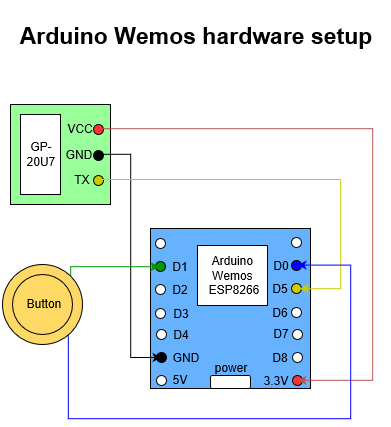 Arduino Wemos hardware setup
GP-
20U7
VCC
GND
TX
Button
Arduino
Wemos
ESP8266
D1
D2
D3
D4
GND
5V
D0
D5
D6
D7
D8
3.3V
power